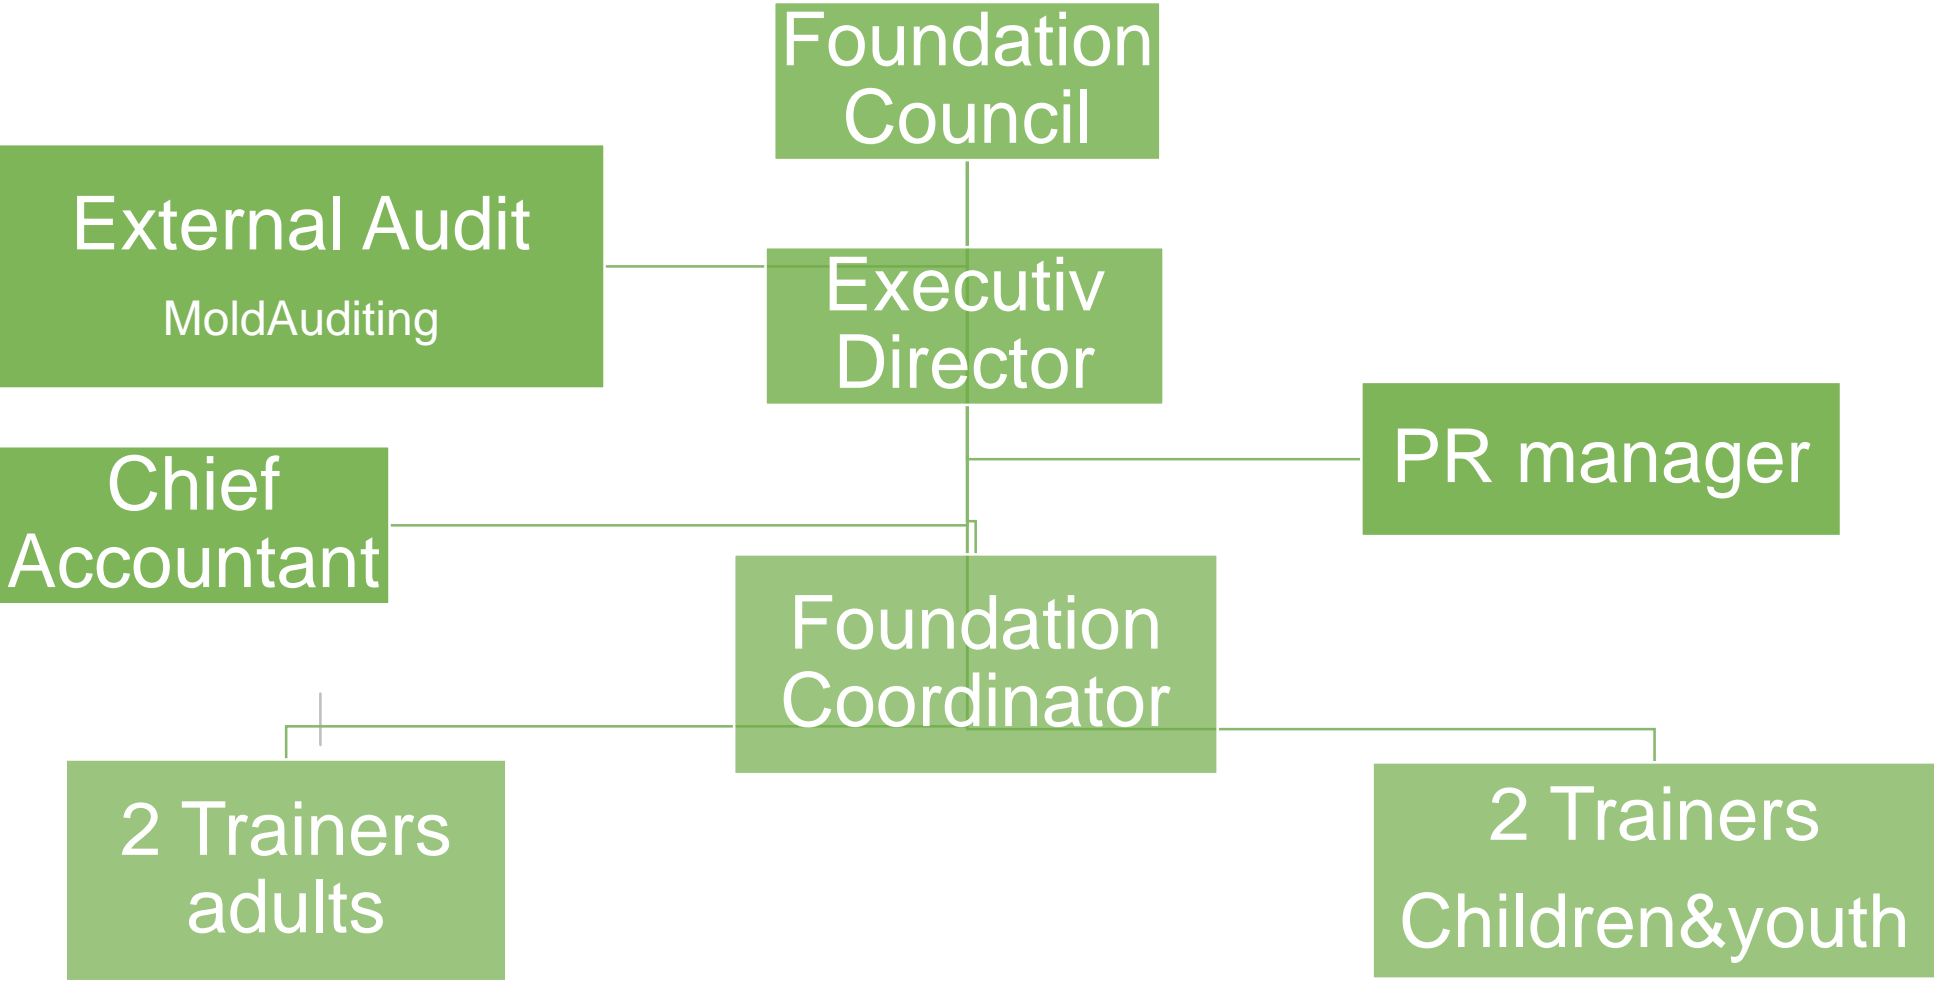 Foundation
Council
External Audit
MoldAuditing
Executiv
Director
PR manager
Chief
Accountant
Foundation
Coordinator
2 Trainers
adults
2 Trainers
Children&youth